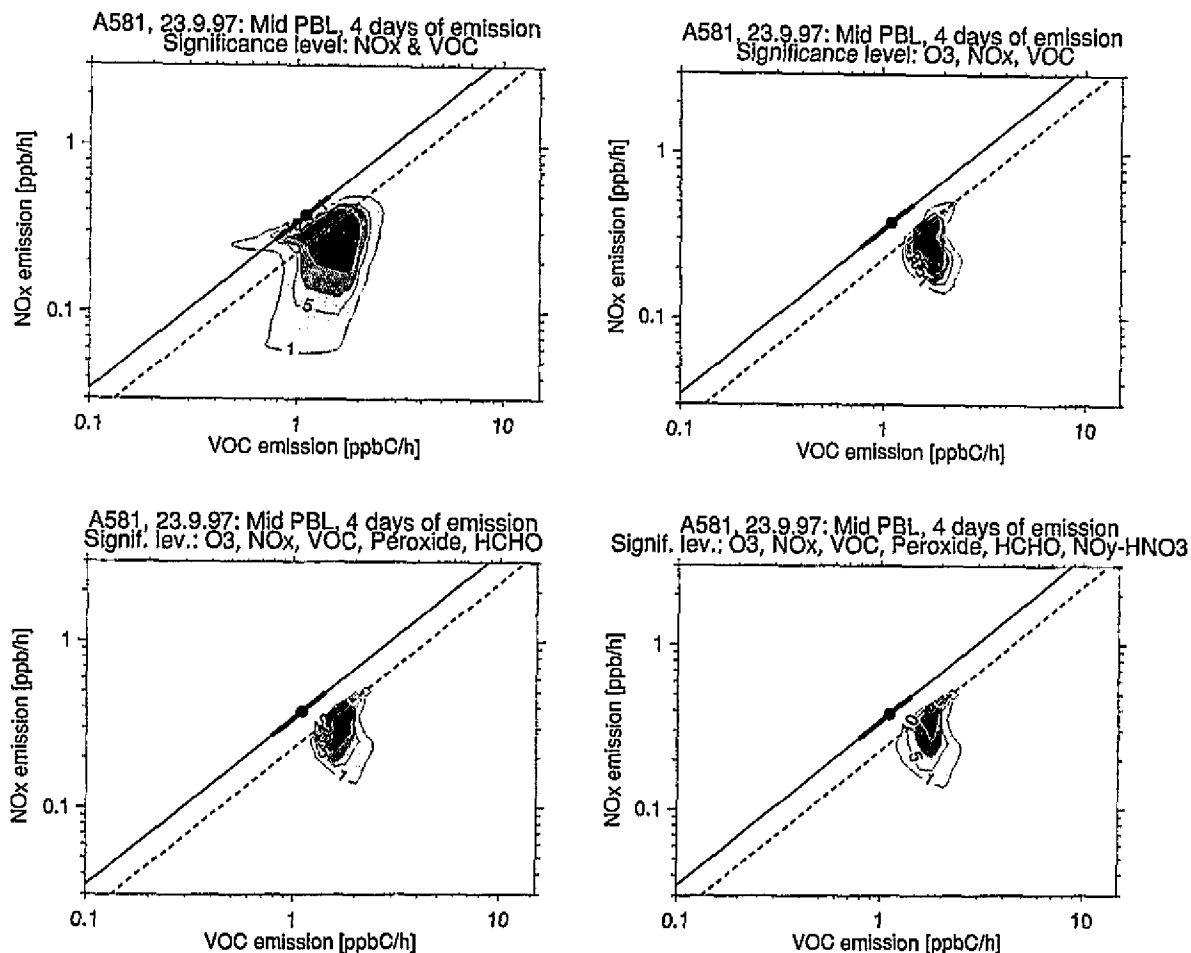 A581, 23.9.97: Mid PBL, 4 days of emission
Significance level: NOx & VOC
NOx emission [ppb/h]
1
0.1
5
1
0.1
1
10
VOC emission [ppbC/h]
A581, 23.9.97: Mid PBL, 4 days of emission
Significance level: O3, NOx, VOC
NOx emission [ppb/h]
1
0.1
0.1
1
10
VOC emission [ppbC/h]
A581, 23.9.97: Mid PBL, 4 days of emission
Signif. lev.: O3, NOx, VOC, Peroxide, HCHO
NOx emission [ppb/h]
1
0.1
1
0.1
1
10
VOC emission [ppbC/h]
A581, 23.9.97: Mid PBL, 4 days of emission
Signif. lev.: O3, NOx, VOC, Peroxide, HCHO, NOy-HNO3
NOx emission [ppb/h]
1
0.1
5
1
0.1
1
10
VOC emission [ppbC/h]